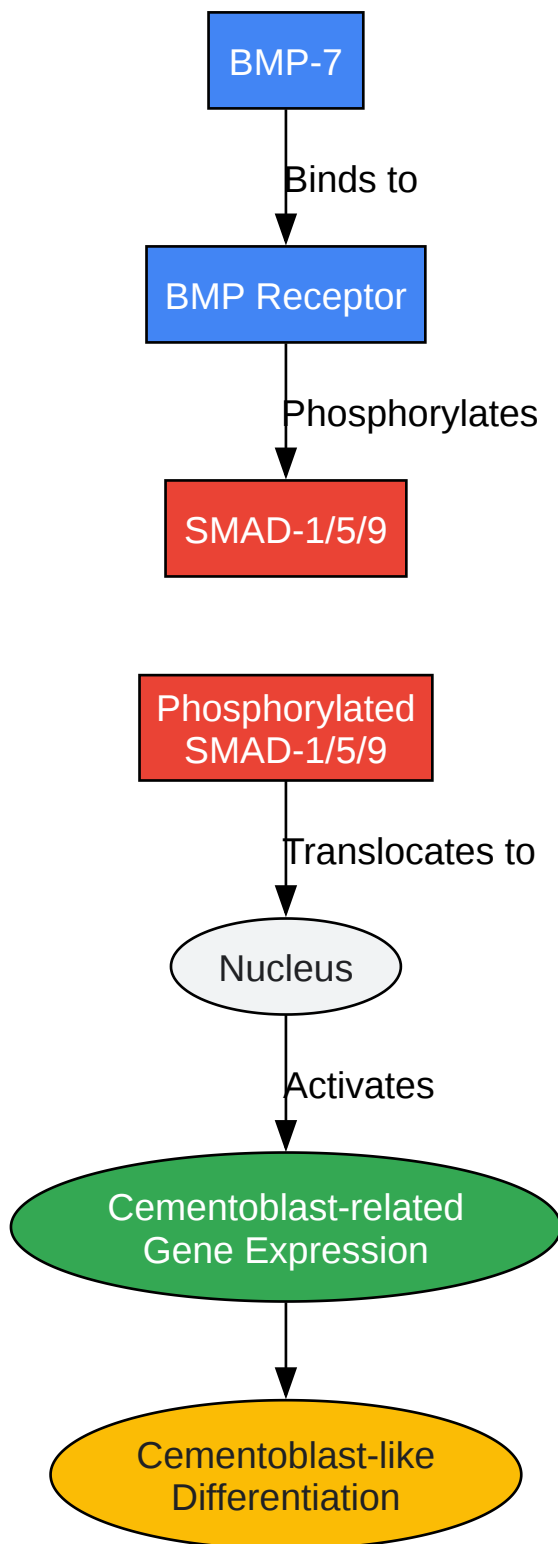 BMP-7
Binds to
BMP Receptor
Phosphorylates
SMAD-1/5/9
Phosphorylated
SMAD-1/5/9
Translocates to
Nucleus
Activates
Cementoblast-related
Gene Expression
Cementoblast-like
Differentiation